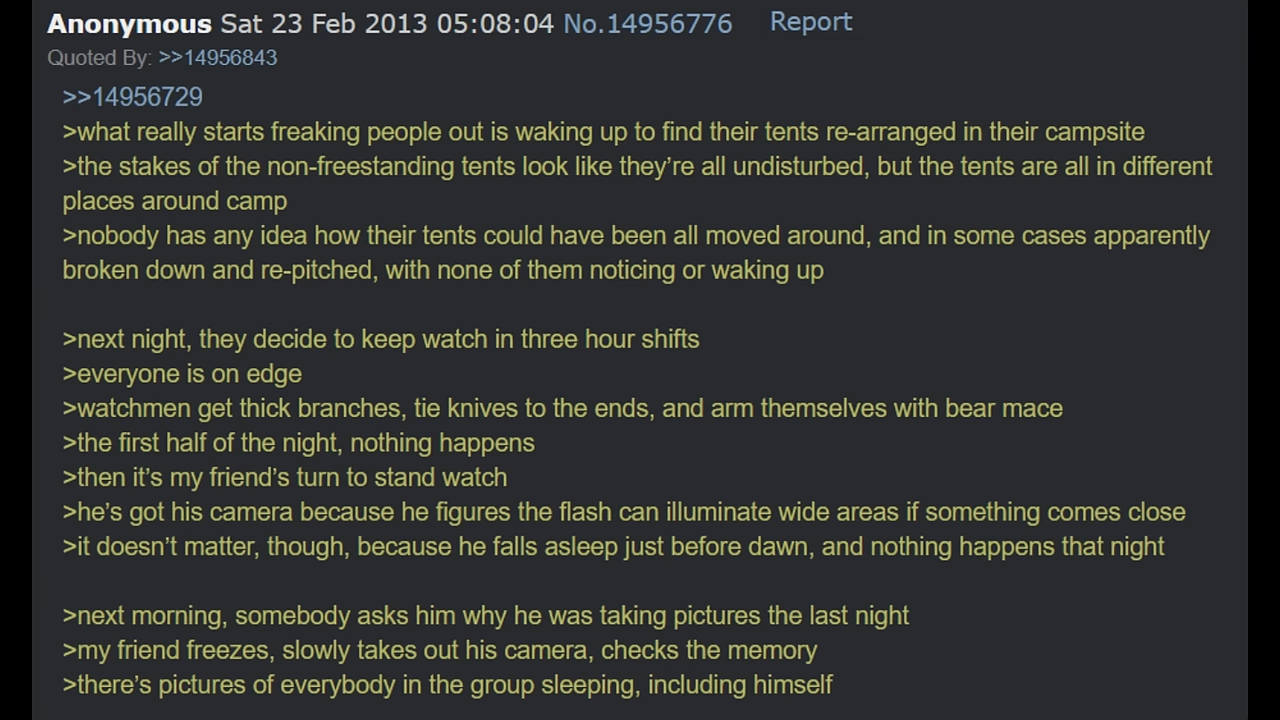 Anonymous Sat 23 Feb 2013 05:08:04 No.14956776 Report
Quoted By: >>14956843
>>14956729
>what really starts freaking people out is waking up to find their tents re-arranged in their campsite
>the stakes of the non-freestanding tents look like they’re all undisturbed, but the tents are all in different
places around camp
>nobody has any idea how their tents could have been all moved around, and in some cases apparently
broken down and re-pitched, with none of them noticing or waking up
>next night, they decide to keep watch in three hour shifts
>everyone is on edge
>watchmen get thick branches, tie knives to the ends, and arm themselves with bear mace
>the first half of the night, nothing happens
>then it’s my friend’s turn to stand watch
>he’s got his camera because he figures the flash can illuminate wide areas if something comes close
>it doesn’t matter, though, because he falls asleep just before dawn, and nothing happens that night
>next morning, somebody asks him why he was taking pictures the last night
>my friend freezes, slowly takes out his camera, checks the memory
>there’s pictures of everybody in the group sleeping, including himself